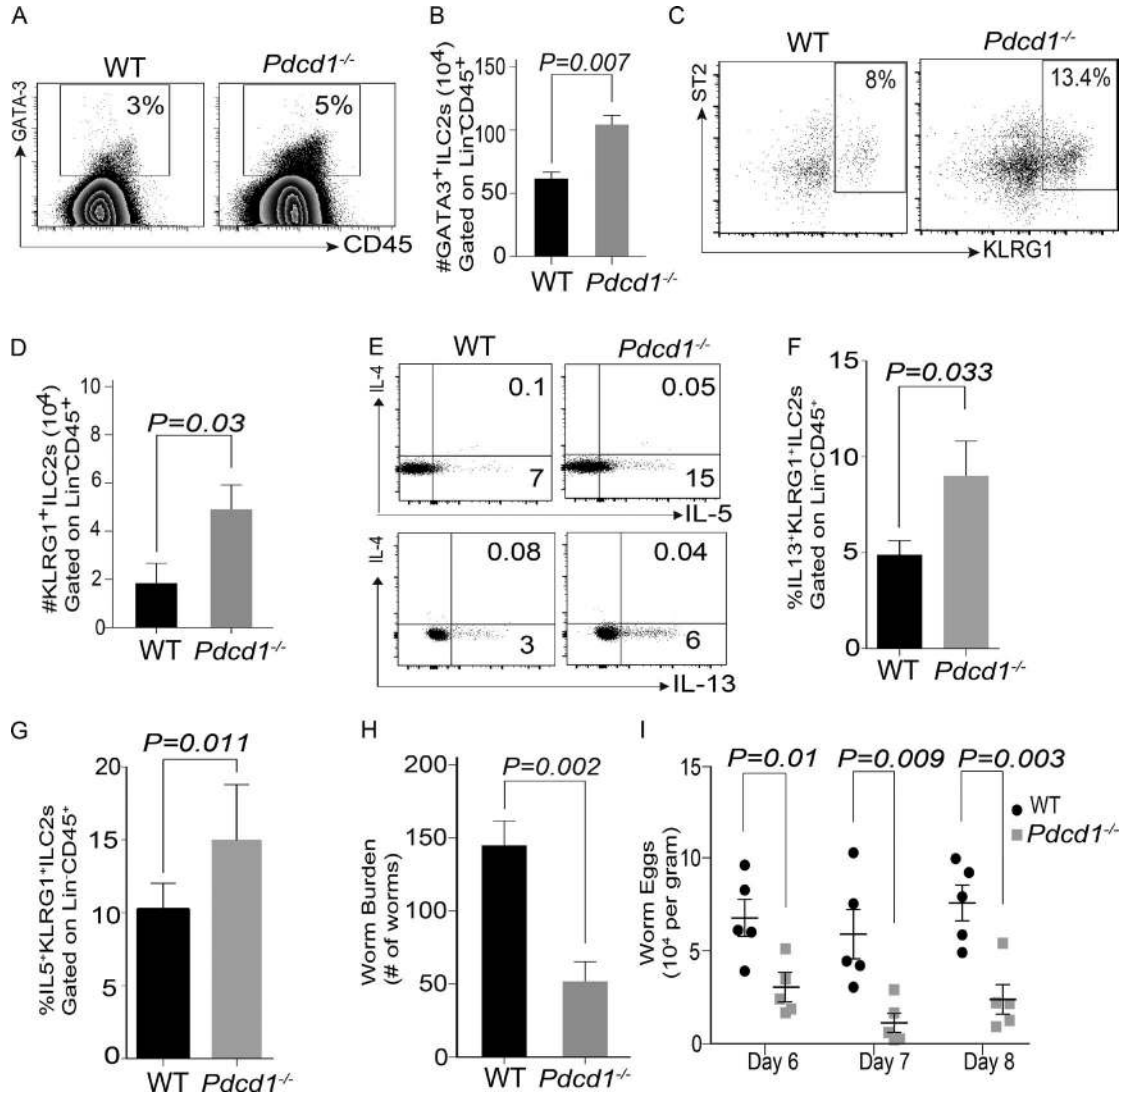 A
WT
Pdcd1-/-
GATA-3
3%
5%
CD45
B
#GATA3+ILC2s (104)
Gated on Lin-CD45+
150
100
50
0
P=0.007
WT
Pdcd1-/-
C
WT
Pdcd1-/-
ST2
8%
13.4%
KLRG1
D
#KLRG1+ILC2s (104)
Gated on Lin-CD45+
10
8
6
4
2
0
P=0.03
WT
Pdcd1-/-
E
WT
Pdcd1-/-
IL-4
0.1
7
0.05
15
IL-5
IL-4
0.08
3
0.04
6
IL-13
F
%IL13+KLRG1+ILC2s
Gated on Lin-CD45+
15
10
5
0
P=0.033
WT
Pdcd1-/-
G
%IL5+KLRG1+ILC2s
Gated on Lin-CD45+
20
15
10
5
0
P=0.011
WT
Pdcd1-/-
H
Worm Burden
(# of worms)
200
150
100
50
0
P=0.002
WT
Pdcd1-/-
I
Worm Eggs
(104 per gram)
15
10
5
0
P=0.01
P=0.009
P=0.003
WT
Pdcd1-/-
Day 6
Day 7
Day 8